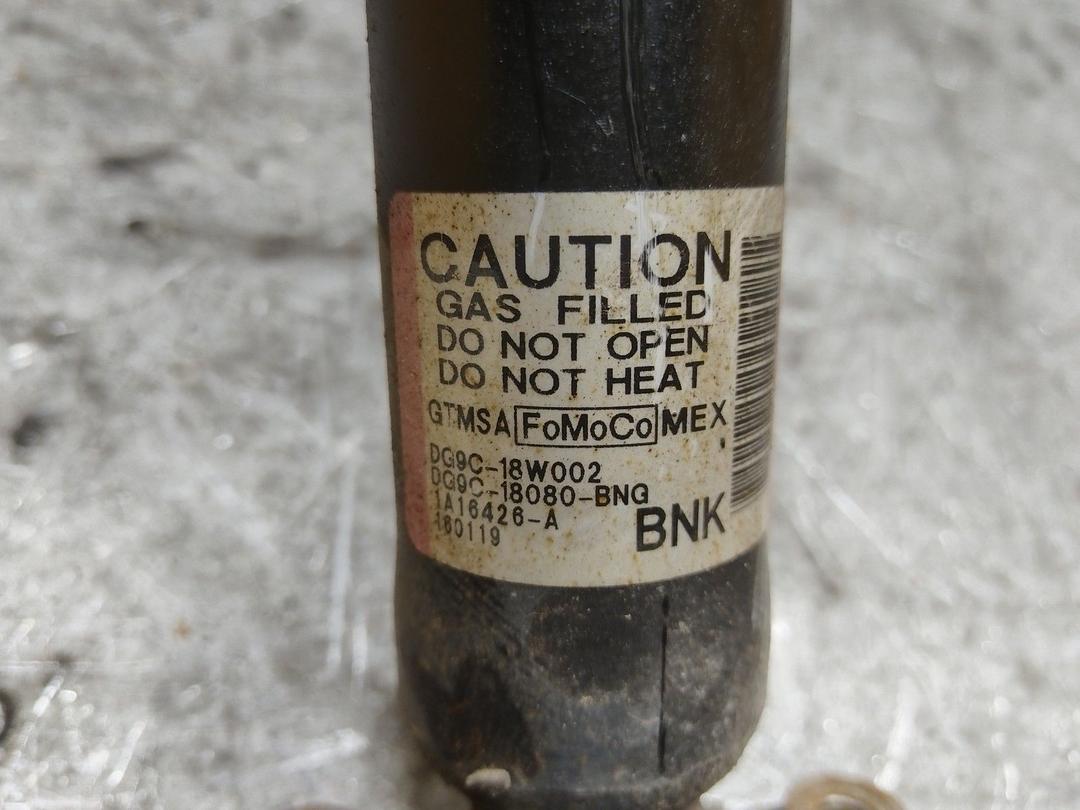 CAUTION
GAS FILLED
DO NOT OPEN
DO NOT HEAT
GTMSA FoMoCo MEX
DG9C-18W002
DG9C-18080-BNG
1A16426-A
160119
BNK